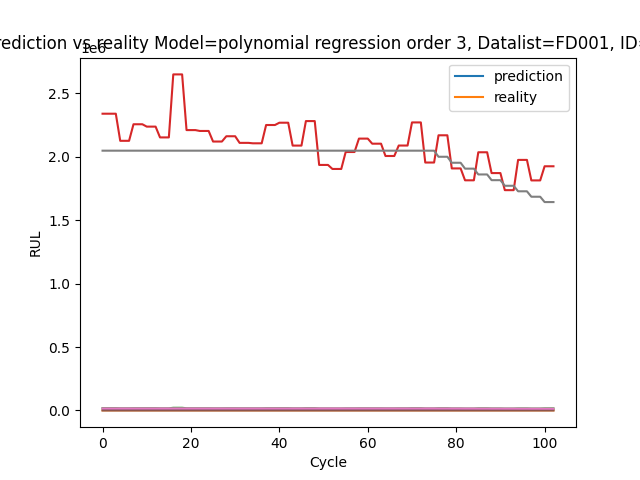 rediction vs reality Model=polynomial regression order 3, Datalist=FD001, ID=
1e6
prediction
reality
2.5
2.0
1.5
1.0
0.5
0.0
RUL
0 20 40 60 80 100
Cycle